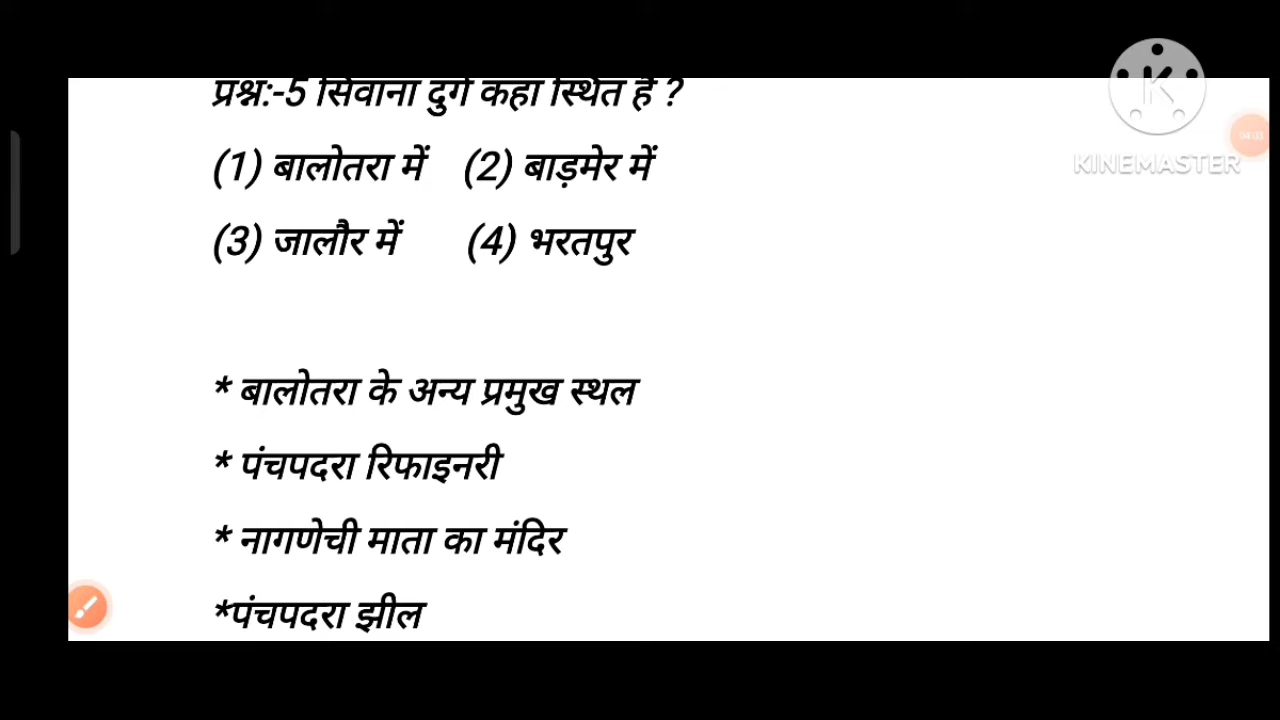 प्रश्न:-5 सिवाना दुर्ग कहा स्थित है ?
(1) बालोतरा में (2) बाड़मेर में
(3) जालौर में (4) भरतपुर
* बालोतरा के अन्य प्रमुख स्थल
* पंचपदरा रिफाइनरी
* नागणेची माता का मंदिर
*पंचपदरा झील
KINEMASTER